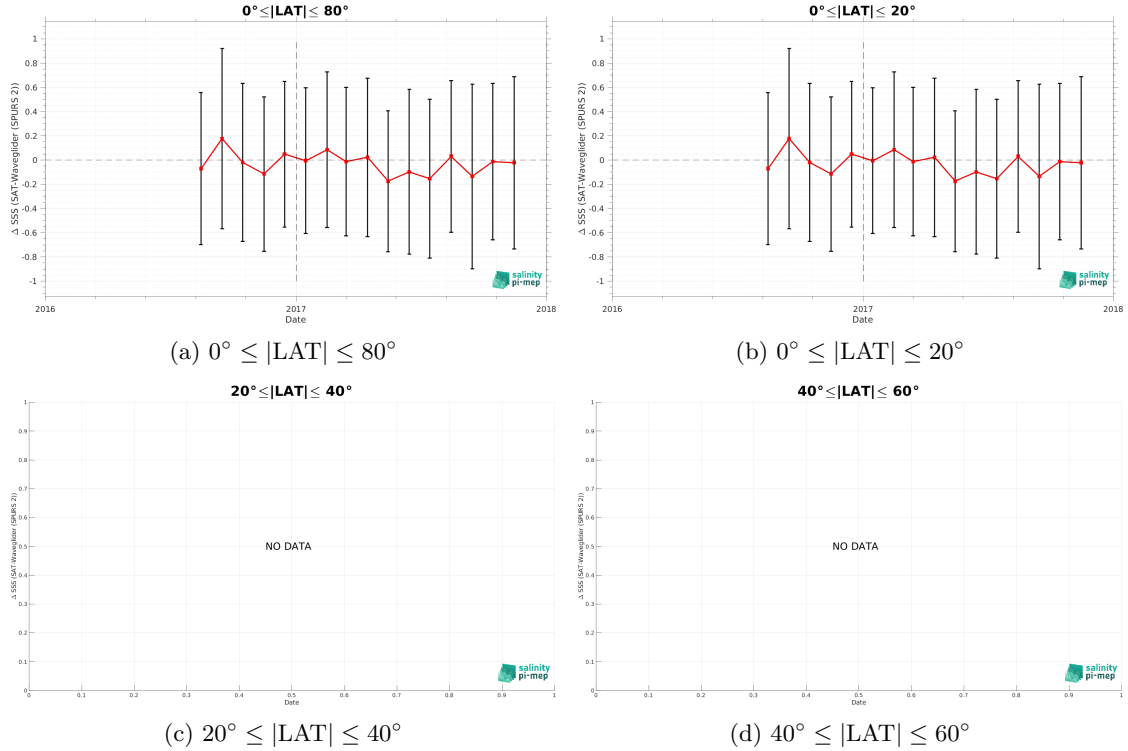 0°≤|LAT|≤ 80°
Δ SSS (SAT-Waveglider (SPURS 2))
1
0.8
0.6
0.4
0.2
0
-0.2
-0.4
-0.6
-0.8
-1
2016
2017
2018
Date
salinity
pi-mep
(a) 0° ≤ |LAT| ≤ 80°
0°≤|LAT|≤ 20°
Δ SSS (SAT-Waveglider (SPURS 2))
1
0.8
0.6
0.4
0.2
0
-0.2
-0.4
-0.6
-0.8
-1
2016
2017
2018
Date
salinity
pi-mep
(b) 0° ≤ |LAT| ≤ 20°
20°≤|LAT|≤ 40°
Δ SSS (SAT-Waveglider (SPURS 2))
1
0.9
0.8
0.7
0.6
0.5
0.4
0.3
0.2
0.1
0
NO DATA
0 0.1 0.2 0.3 0.4 0.5 0.6 0.7 0.8 0.9 1
Date
salinity
pi-mep
(c) 20° ≤ |LAT| ≤ 40°
40°≤|LAT|≤ 60°
Δ SSS (SAT-Waveglider (SPURS 2))
1
0.9
0.8
0.7
0.6
0.5
0.4
0.3
0.2
0.1
0
NO DATA
0 0.1 0.2 0.3 0.4 0.5 0.6 0.7 0.8 0.9 1
Date
salinity
pi-mep
(d) 40° ≤ |LAT| ≤ 60°